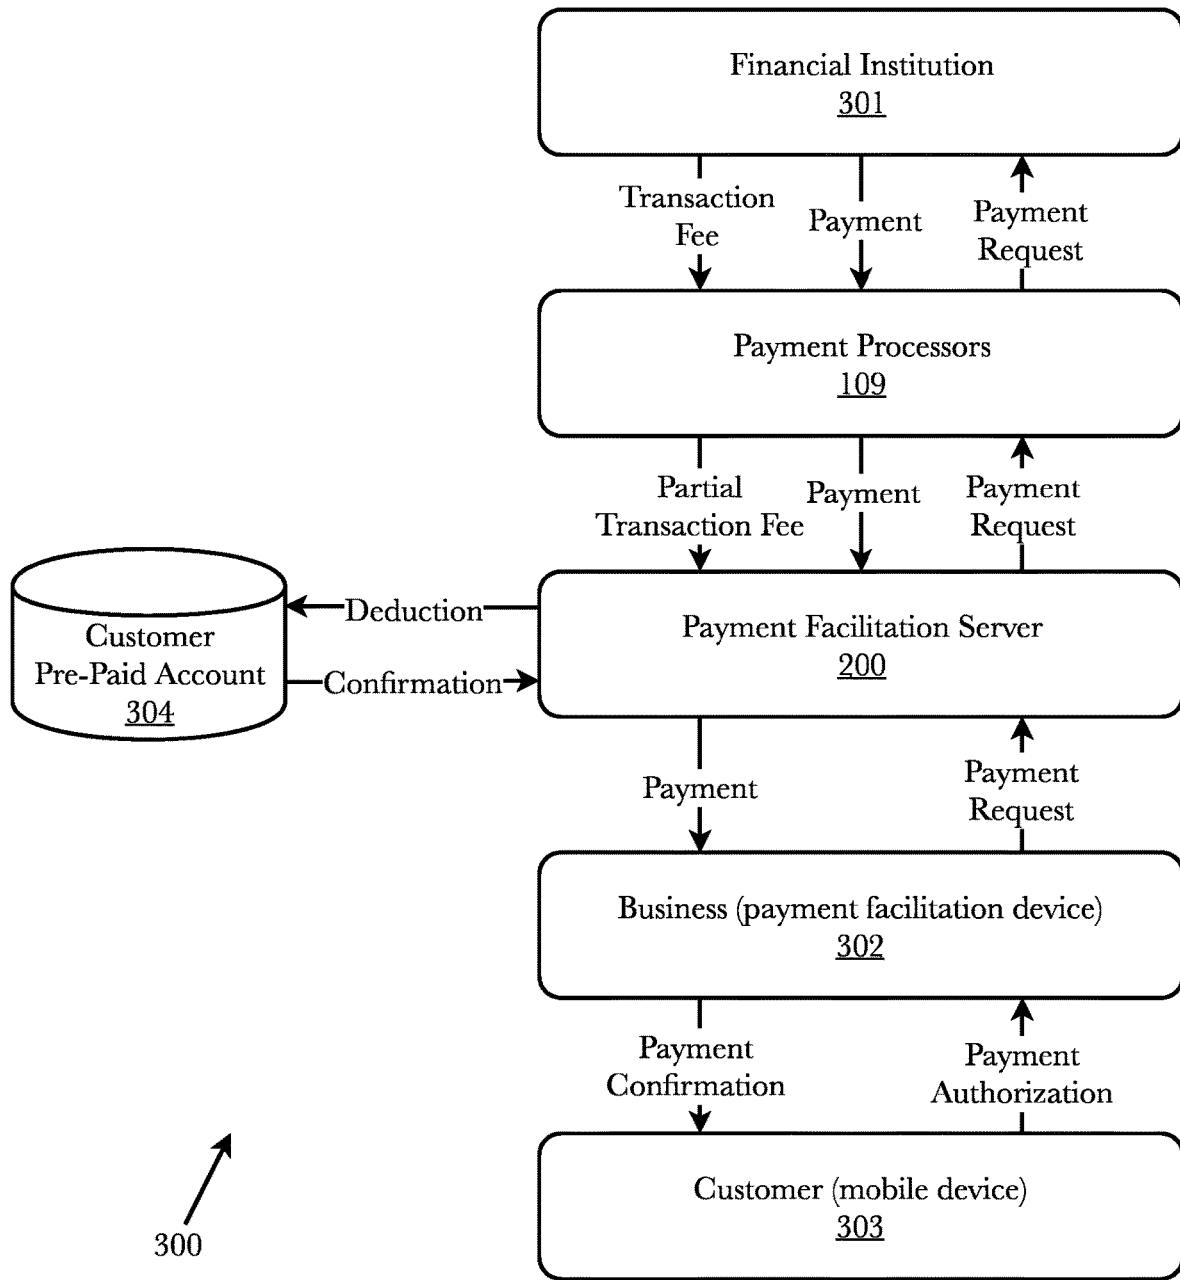 Financial Institution
301
Transaction
Fee
Payment
Payment
Request
Payment Processors
109
Partial
Transaction Fee
Payment
Payment
Request
Deduction
Customer
Pre-Paid Account
304
Confirmation
Payment Facilitation Server
200
Payment
Payment
Request
Business (payment facilitation device)
302
Payment
Confirmation
Payment
Authorization
Customer (mobile device)
303
300